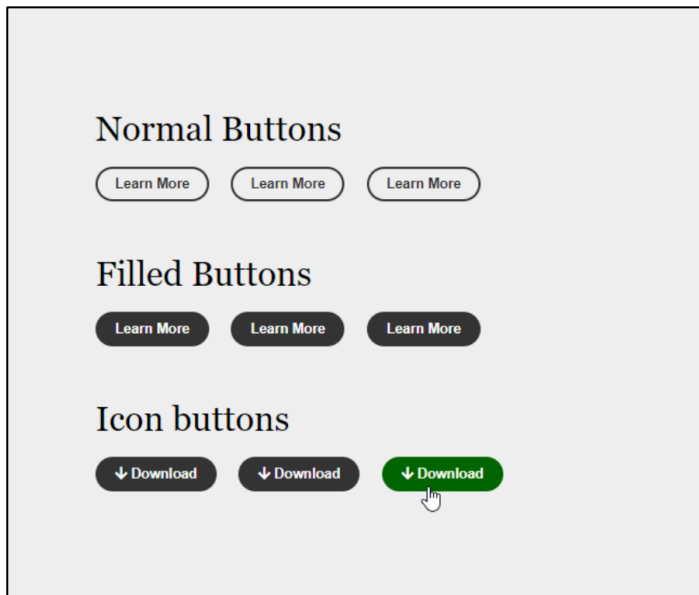 Normal Buttons
Learn More Learn More Learn More
Filled Buttons
Learn More Learn More Learn More
Icon buttons
Download Download Download